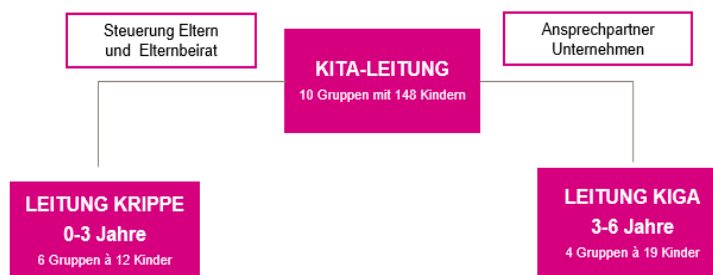 Steuerung Eltern
und Elternbeirat
KITA-LEITUNG
10 Gruppen mit 148 Kindern
Ansprechpartner
Unternehmen
LEITUNG KRIPPE
0-3 Jahre
6 Gruppen à 12 Kinder
LEITUNG KIGA
3-6 Jahre
4 Gruppen à 19 Kinder